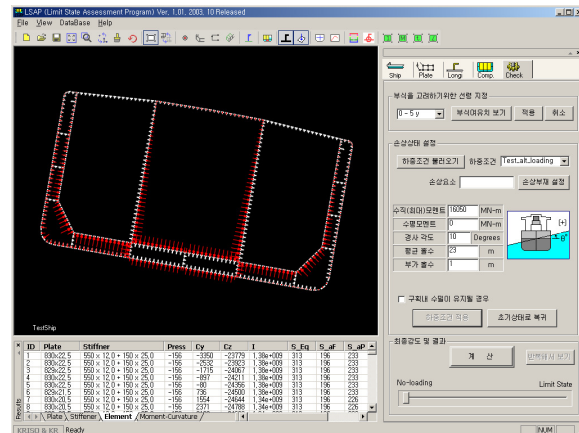 LSAP (Limit State Assessment Program) Ver, 1,01, 2003, 10 Released
File View DataBase Help
Ship Plate Longi Comp. Check
부식을 고려하기위한 선령 지정
0 - 5 y 부식여유치 보기 적용 취소
손상상태 설정
하중조건 불러오기 하중조건 Test_alt_loading
손상요소 손상부재 설정
수직(최대)모멘트 16050 MN-m
수평모멘트 0 MN-m
경사 각도 10 Degrees
평균 홀수 23 m
부가 홀수 1 m
[+]
θ°
구획내 수밀이 유지될 경우
하중조건 적용 초기상태로 복귀
최종강도 및 결과
계 산
No-loading Limit State
TestShip
ID Plate Stiffner Press Cy Cz I S_Eq S_aF S_aP
1 830x22,5 550 x 12,0 + 150 x 25,0 -156 -3350 -23779 1,38e+009 313 196 233
2 830x22,5 550 x 12,0 + 150 x 25,0 -156 -2532 -23923 1,38e+009 313 196 233
3 829x21,5 550 x 12,0 + 150 x 25,0 -156 -1715 -24067 1,38e+009 313 196 233
4 830x22,5 550 x 12,0 + 150 x 25,0 -156 -897 -24211 1,38e+009 313 196 233
5 830x22,5 550 x 12,0 + 150 x 25,0 -156 -80 -24356 1,38e+009 313 196 233
6 829x21,5 550 x 12,0 + 150 x 25,0 -156 736 -24500 1,38e+009 313 196 233
7 830x20,5 550 x 12,0 + 150 x 25,0 -156 1554 -24644 1,34e+009 313 196 226
8 830x20,5 550 x 12,0 + 150 x 25,0 -156 2371 -24788 1,34e+009 313 196 226
Results
Plate Stiffener Element Moment-Curvature
KRISO & KR Ready NUM